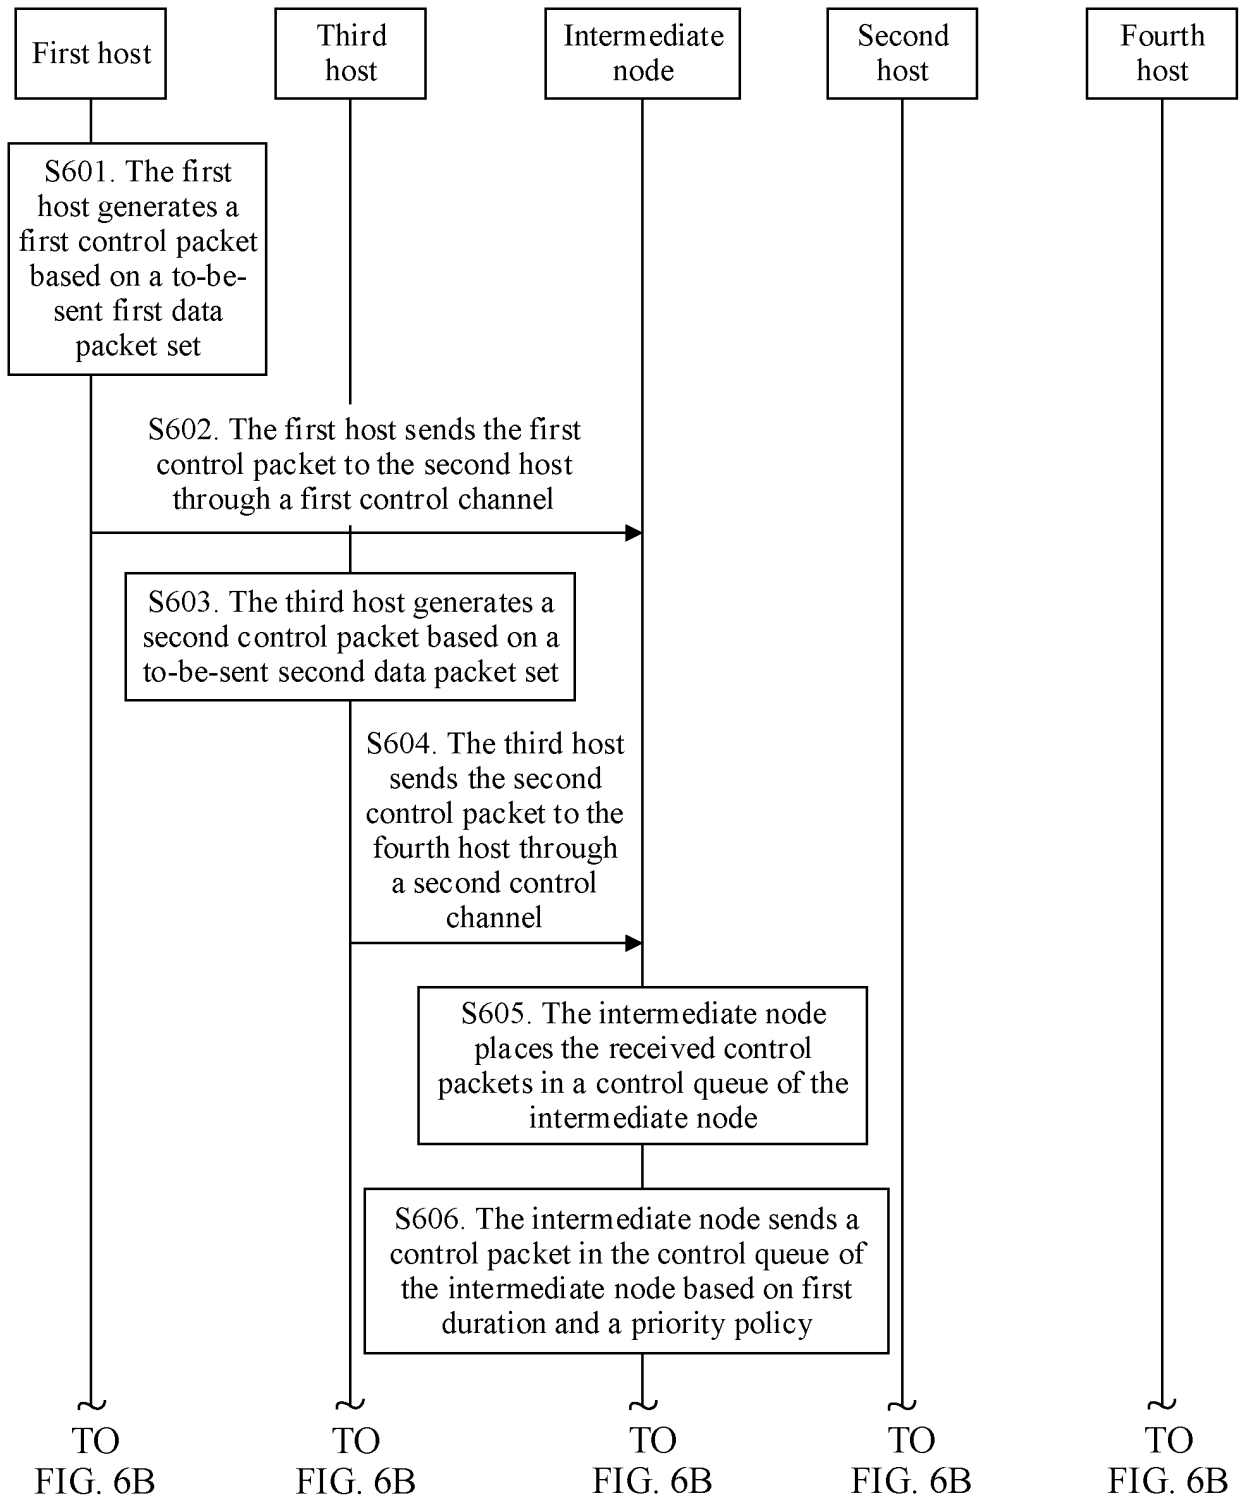 First host
Third
host
Intermediate
node
Second
host
Fourth
host
S601. The first
host generates a
first control packet
based on a to-be-
sent first data
packet set
S602. The first host sends the first
control packet to the second host
through a first control channel
S603. The third host generates a
second control packet based on a
to-be-sent second data packet set
S604. The third host
sends the second
control packet to the
fourth host through
a second control
channel
S605. The intermediate node
places the received control
packets in a control queue of the
intermediate node
S606. The intermediate node sends a
control packet in the control queue of
the intermediate node based on first
duration and a priority policy
TO
FIG. 6B
TO
FIG. 6B
TO
FIG. 6B
TO
FIG. 6B
TO
FIG. 6B